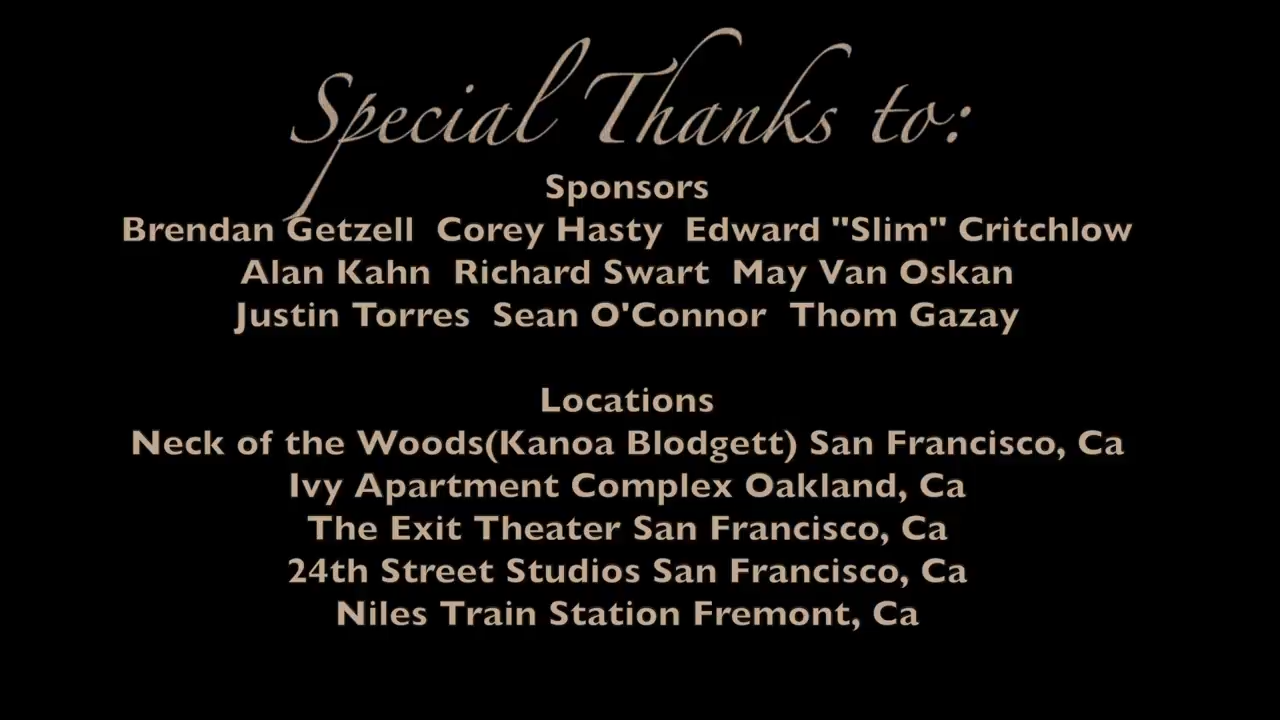 Special Thanks to:
Sponsors
Brendan Getzell  Corey Hasty  Edward "Slim" Critchlow
Alan Kahn  Richard Swart  May Van Oskan
Justin Torres  Sean O'Connor  Thom Gazay
Locations
Neck of the Woods(Kanoa Blodgett) San Francisco, Ca
Ivy Apartment Complex Oakland, Ca
The Exit Theater San Francisco, Ca
24th Street Studios San Francisco, Ca
Niles Train Station Fremont, Ca